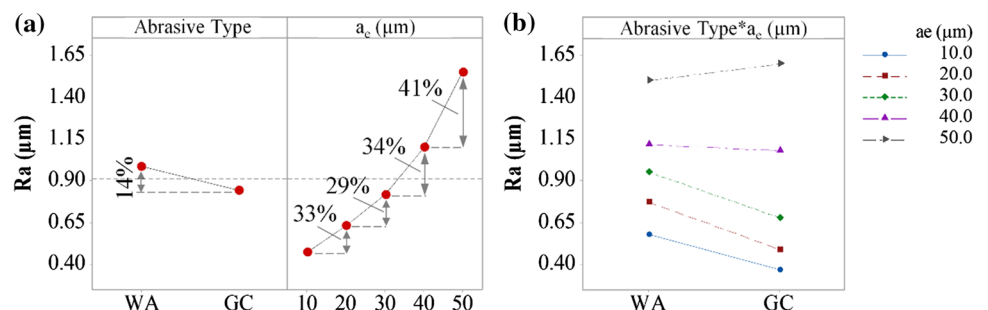 (a)
Abrasive Type
ae (μm)
Ra (μm)
1.65
1.40
1.15
0.90
0.65
0.40
14%
33%
29%
34%
41%
WA
GC
10
20
30
40
50
(b)
Abrasive Type*ae (μm)
Ra (μm)
1.65
1.40
1.15
0.90
0.65
0.40
WA
GC
ae (μm)
10.0
20.0
30.0
40.0
50.0